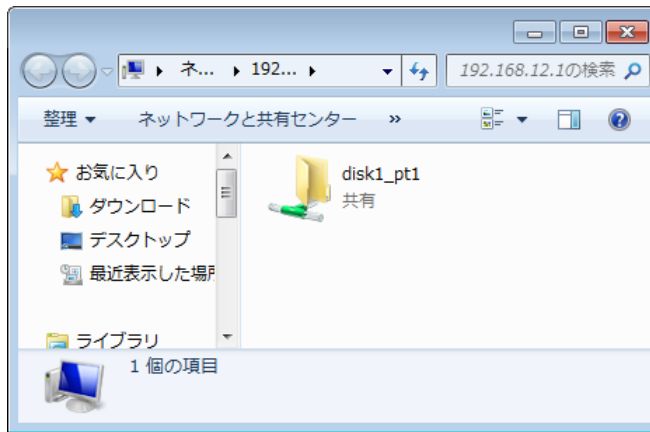 ネ... 192... 192.168.12.1の検索
整理 ネットワークと共有センター »
お気に入り
ダウンロード
デスクトップ
最近表示した場所
ライブラリ
disk1_pt1
共有
1 個の項目